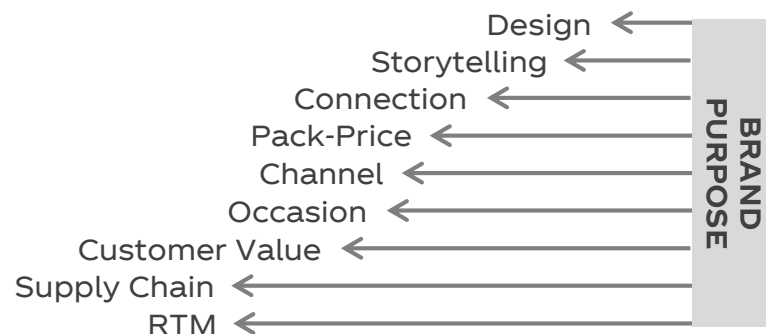 Design
Storytelling
Connection
Pack-Price
Channel
Occasion
Customer Value
Supply Chain
RTM
BRAND
PURPOSE